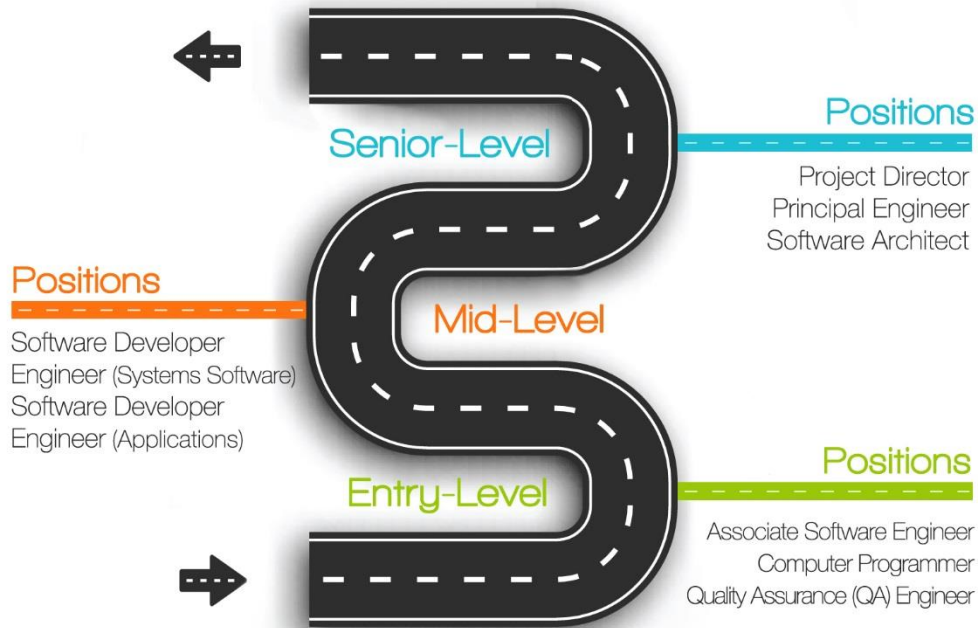 Positions
Senior-Level
Project Director
Principal Engineer
Software Architect
Positions
Mid-Level
Software Developer
Engineer (Systems Software)
Software Developer
Engineer (Applications)
Positions
Entry-Level
Associate Software Engineer
Computer Programmer
Quality Assurance (QA) Engineer